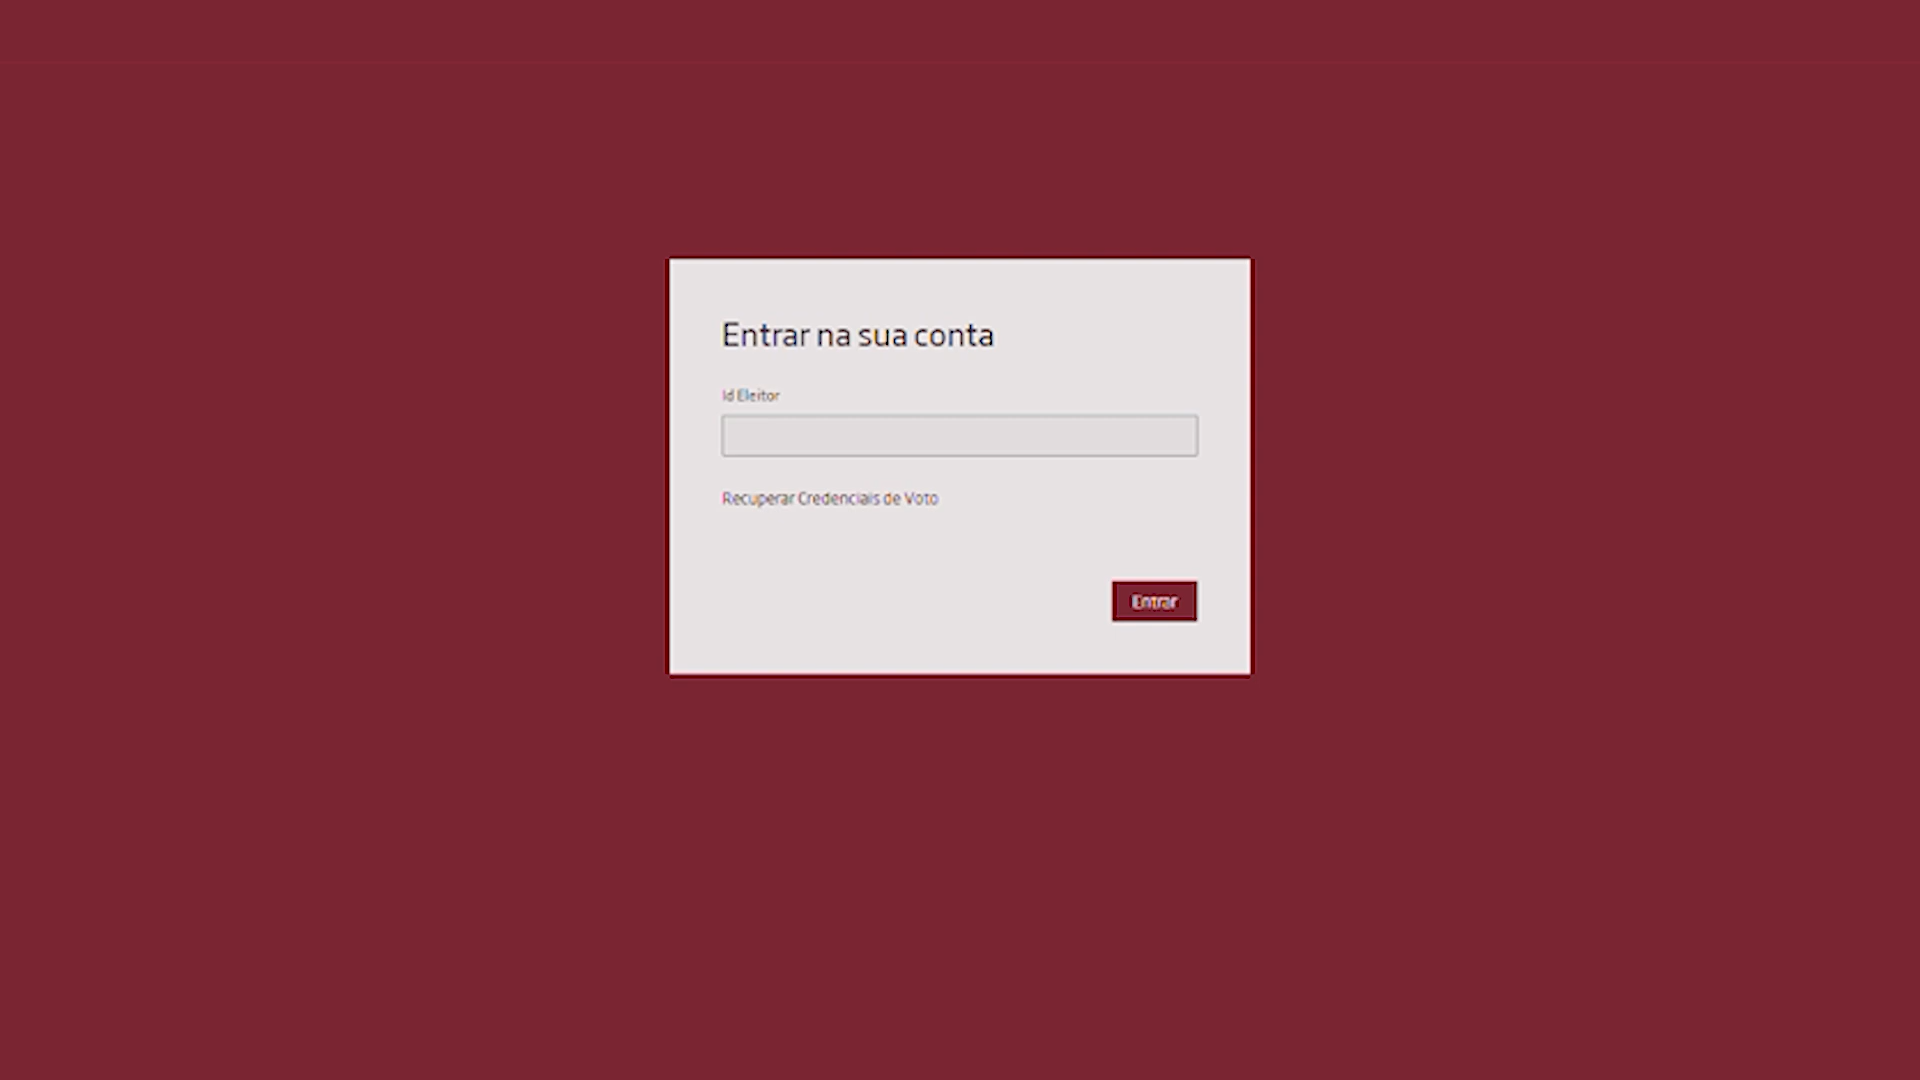 Entrar na sua conta
Id Eleitor
Recuperar Credenciais de Voto
Entrar